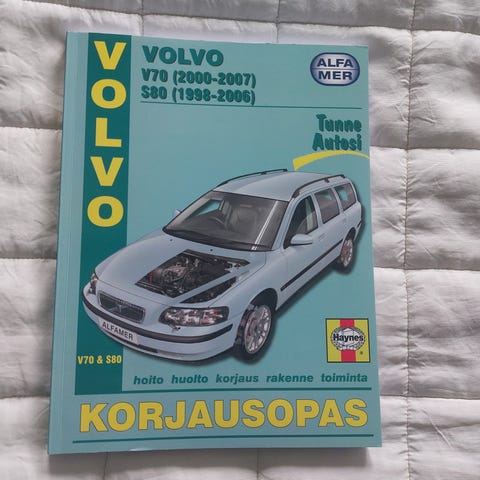 VOLVO
VOLVO
V70 (2000-2007)
S80 (1998-2006)
ALFA
MER
Tunne
Autosi
ALFAMER
Haynes
®
V70 & S80
hoito huolto korjaus rakenne toiminta
KORJAUSOPAS